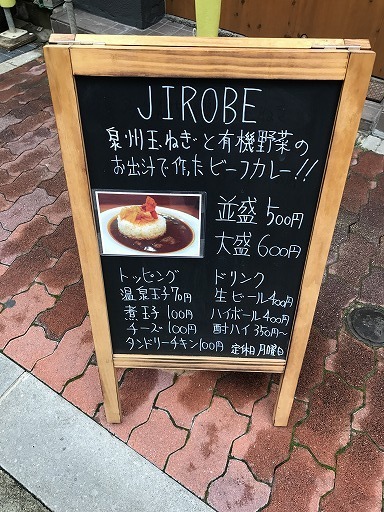 JIROBE
泉州玉ねぎと有機野菜の
お出汁で作ったビーフカレー!!
並盛 500円
大盛 600円
トッピング
温泉玉子70円
煮玉子 100円
チーズ 100円
タンドリーチキン100円
ドリンク
生ビール400円
ハイボール400円
酎ハイ 350円〜
定休日 月曜日